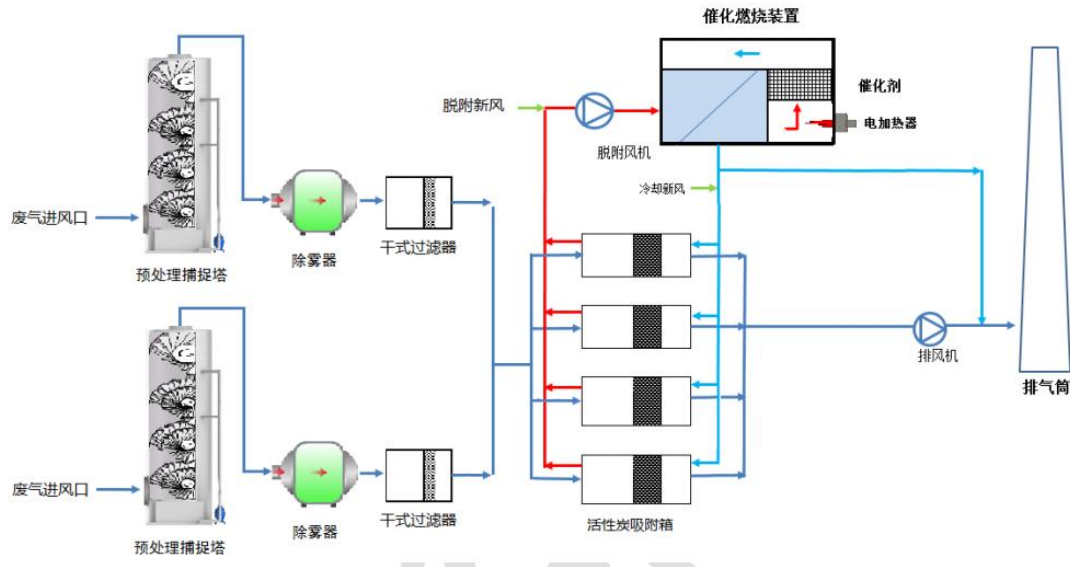 催化燃烧装置
催化剂
电加热器
脱附新风
脱附风机
冷却新风
废气进风口
预处理捕捉塔
除雾器
干式过滤器
排风机
排气筒
废气进风口
预处理捕捉塔
除雾器
干式过滤器
活性炭吸附箱